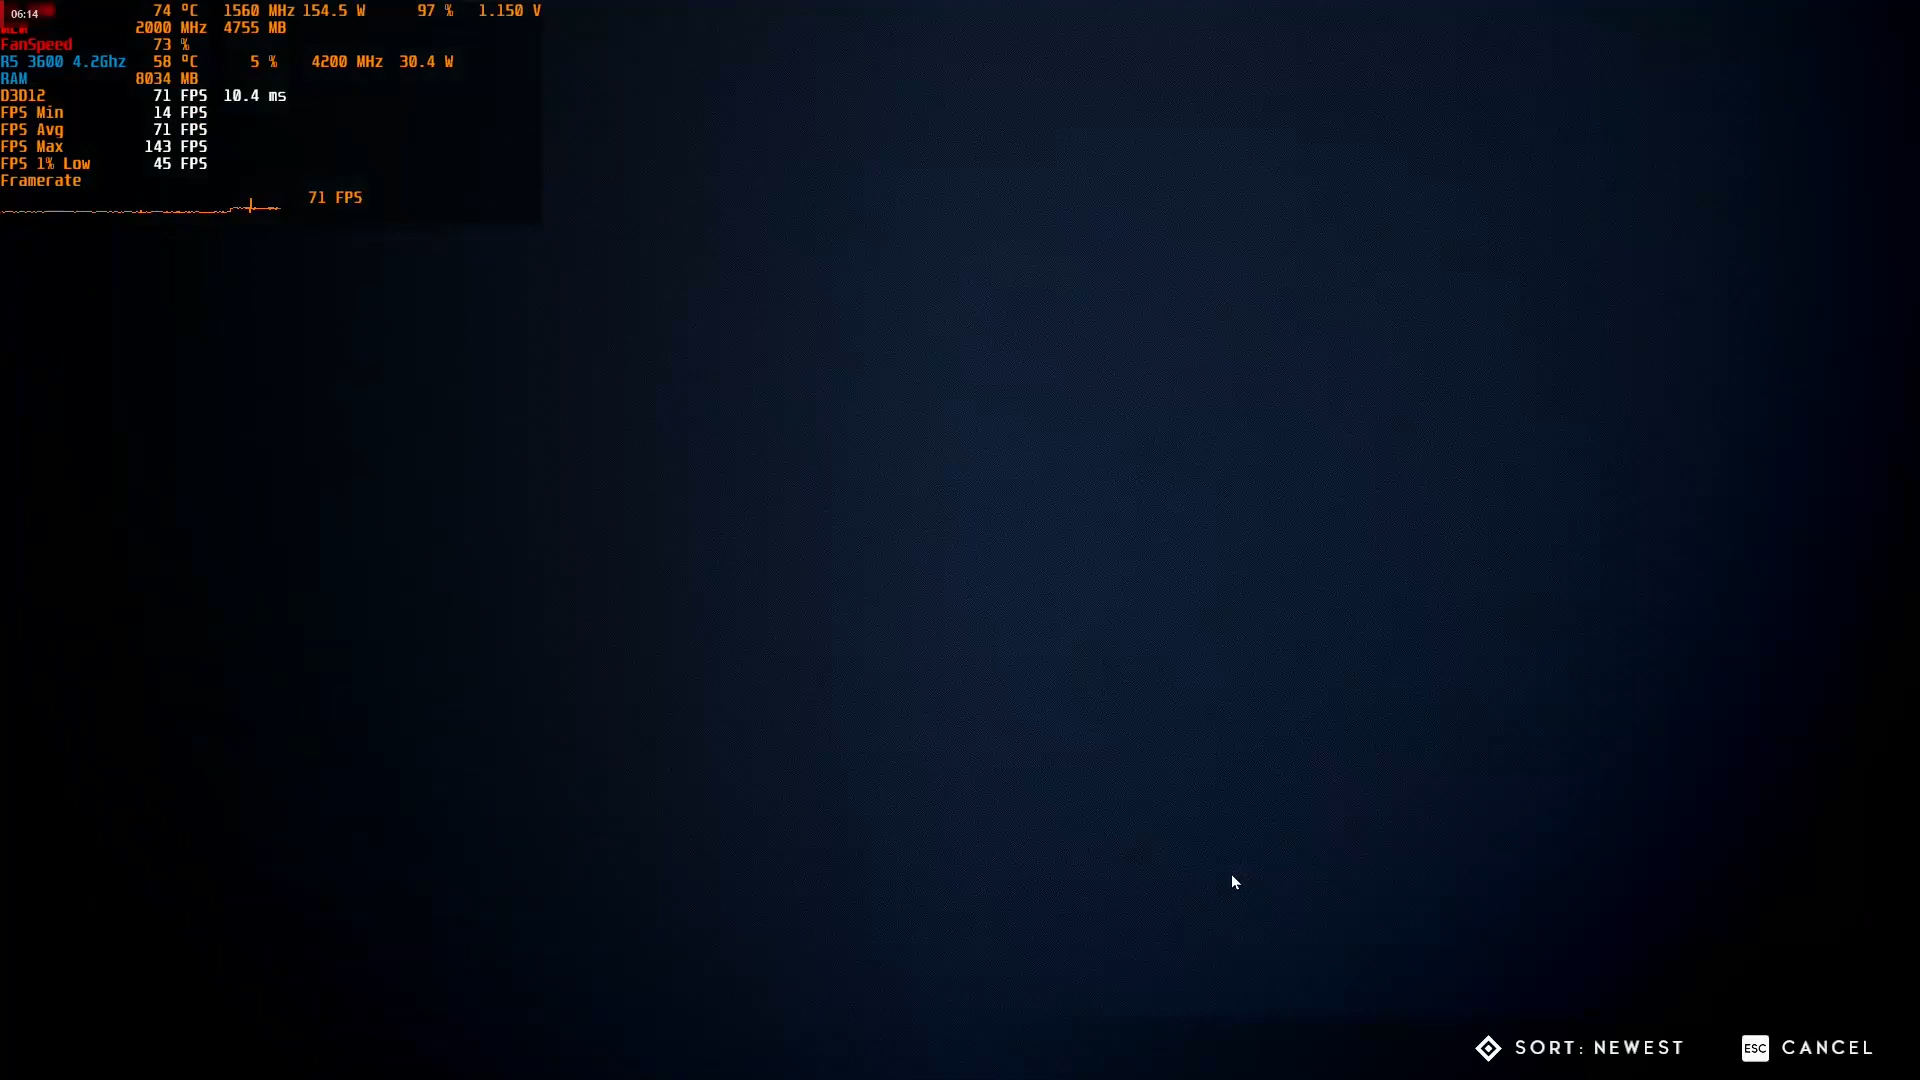 06:14 74 °C 1560 MHz 154.5 W 97 % 1.150 V
2000 MHz 4755 MB
FanSpeed 73 %
R5 3600 4.2Ghz 58 °C 5 % 4200 MHz 30.4 W
RAM 8034 MB
D3D12 71 FPS 10.4 ms
FPS Min 14 FPS
FPS Avg 71 FPS
FPS Max 143 FPS
FPS 1% Low 45 FPS
Framerate
71 FPS
SORT: NEWEST
ESC CANCEL